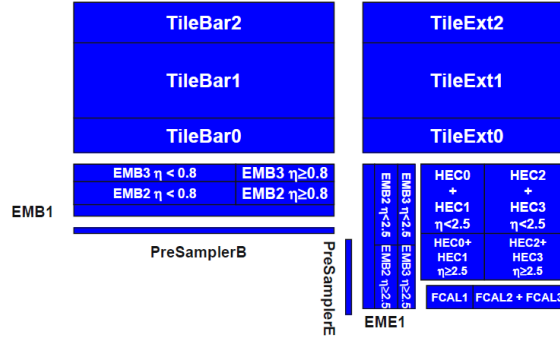 TileBar2
TileExt2
TileBar1
TileExt1
TileBar0
TileExt0
EMB3 η < 0.8
EMB3 η≥0.8
EMB2 η < 0.8
EMB2 η≥0.8
EMB1
PreSamplerB
PreSamplerE
EMB2 η<2.5
EMB3 η<2.5
EMB2 η≥2.5
EMB3 η≥2.5
EME1
HEC0
+
HEC1
η<2.5
HEC2
+
HEC3
η<2.5
HEC0+
HEC1
η≥2.5
HEC2+
HEC3
η≥2.5
FCAL1
FCAL2 + FCAL3